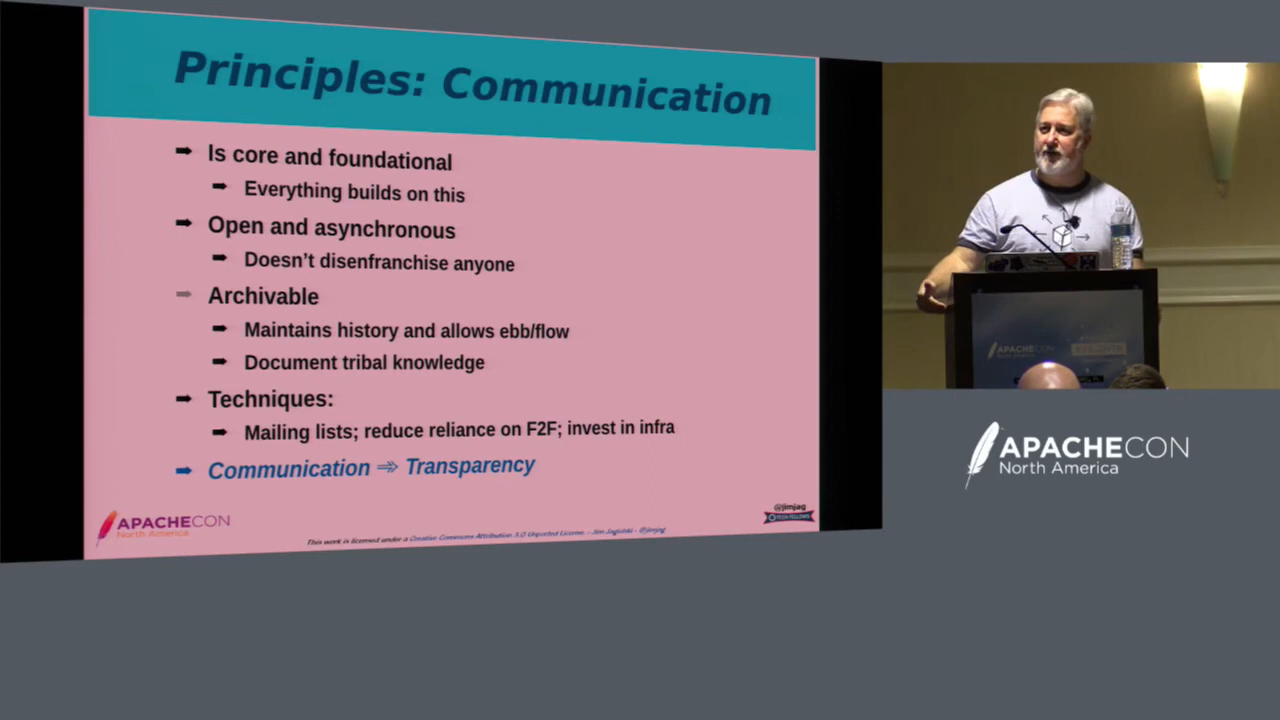 Principles: Communication
Is core and foundational
Everything builds on this
Open and asynchronous
Doesn't disenfranchise anyone
Archivable
Maintains history and allows ebb/flow
Document tribal knowledge
Techniques:
Mailing lists; reduce reliance on F2F; invest in infra
Communication ⇒ Transparency
APACHECON
North America
This work is licensed under a Creative Commons Attribution 3.0 Unported License. - Jim Jagielski - @jimjag
@jimjag
TECH FELLOWS
APACHECON
APACHECON
North America